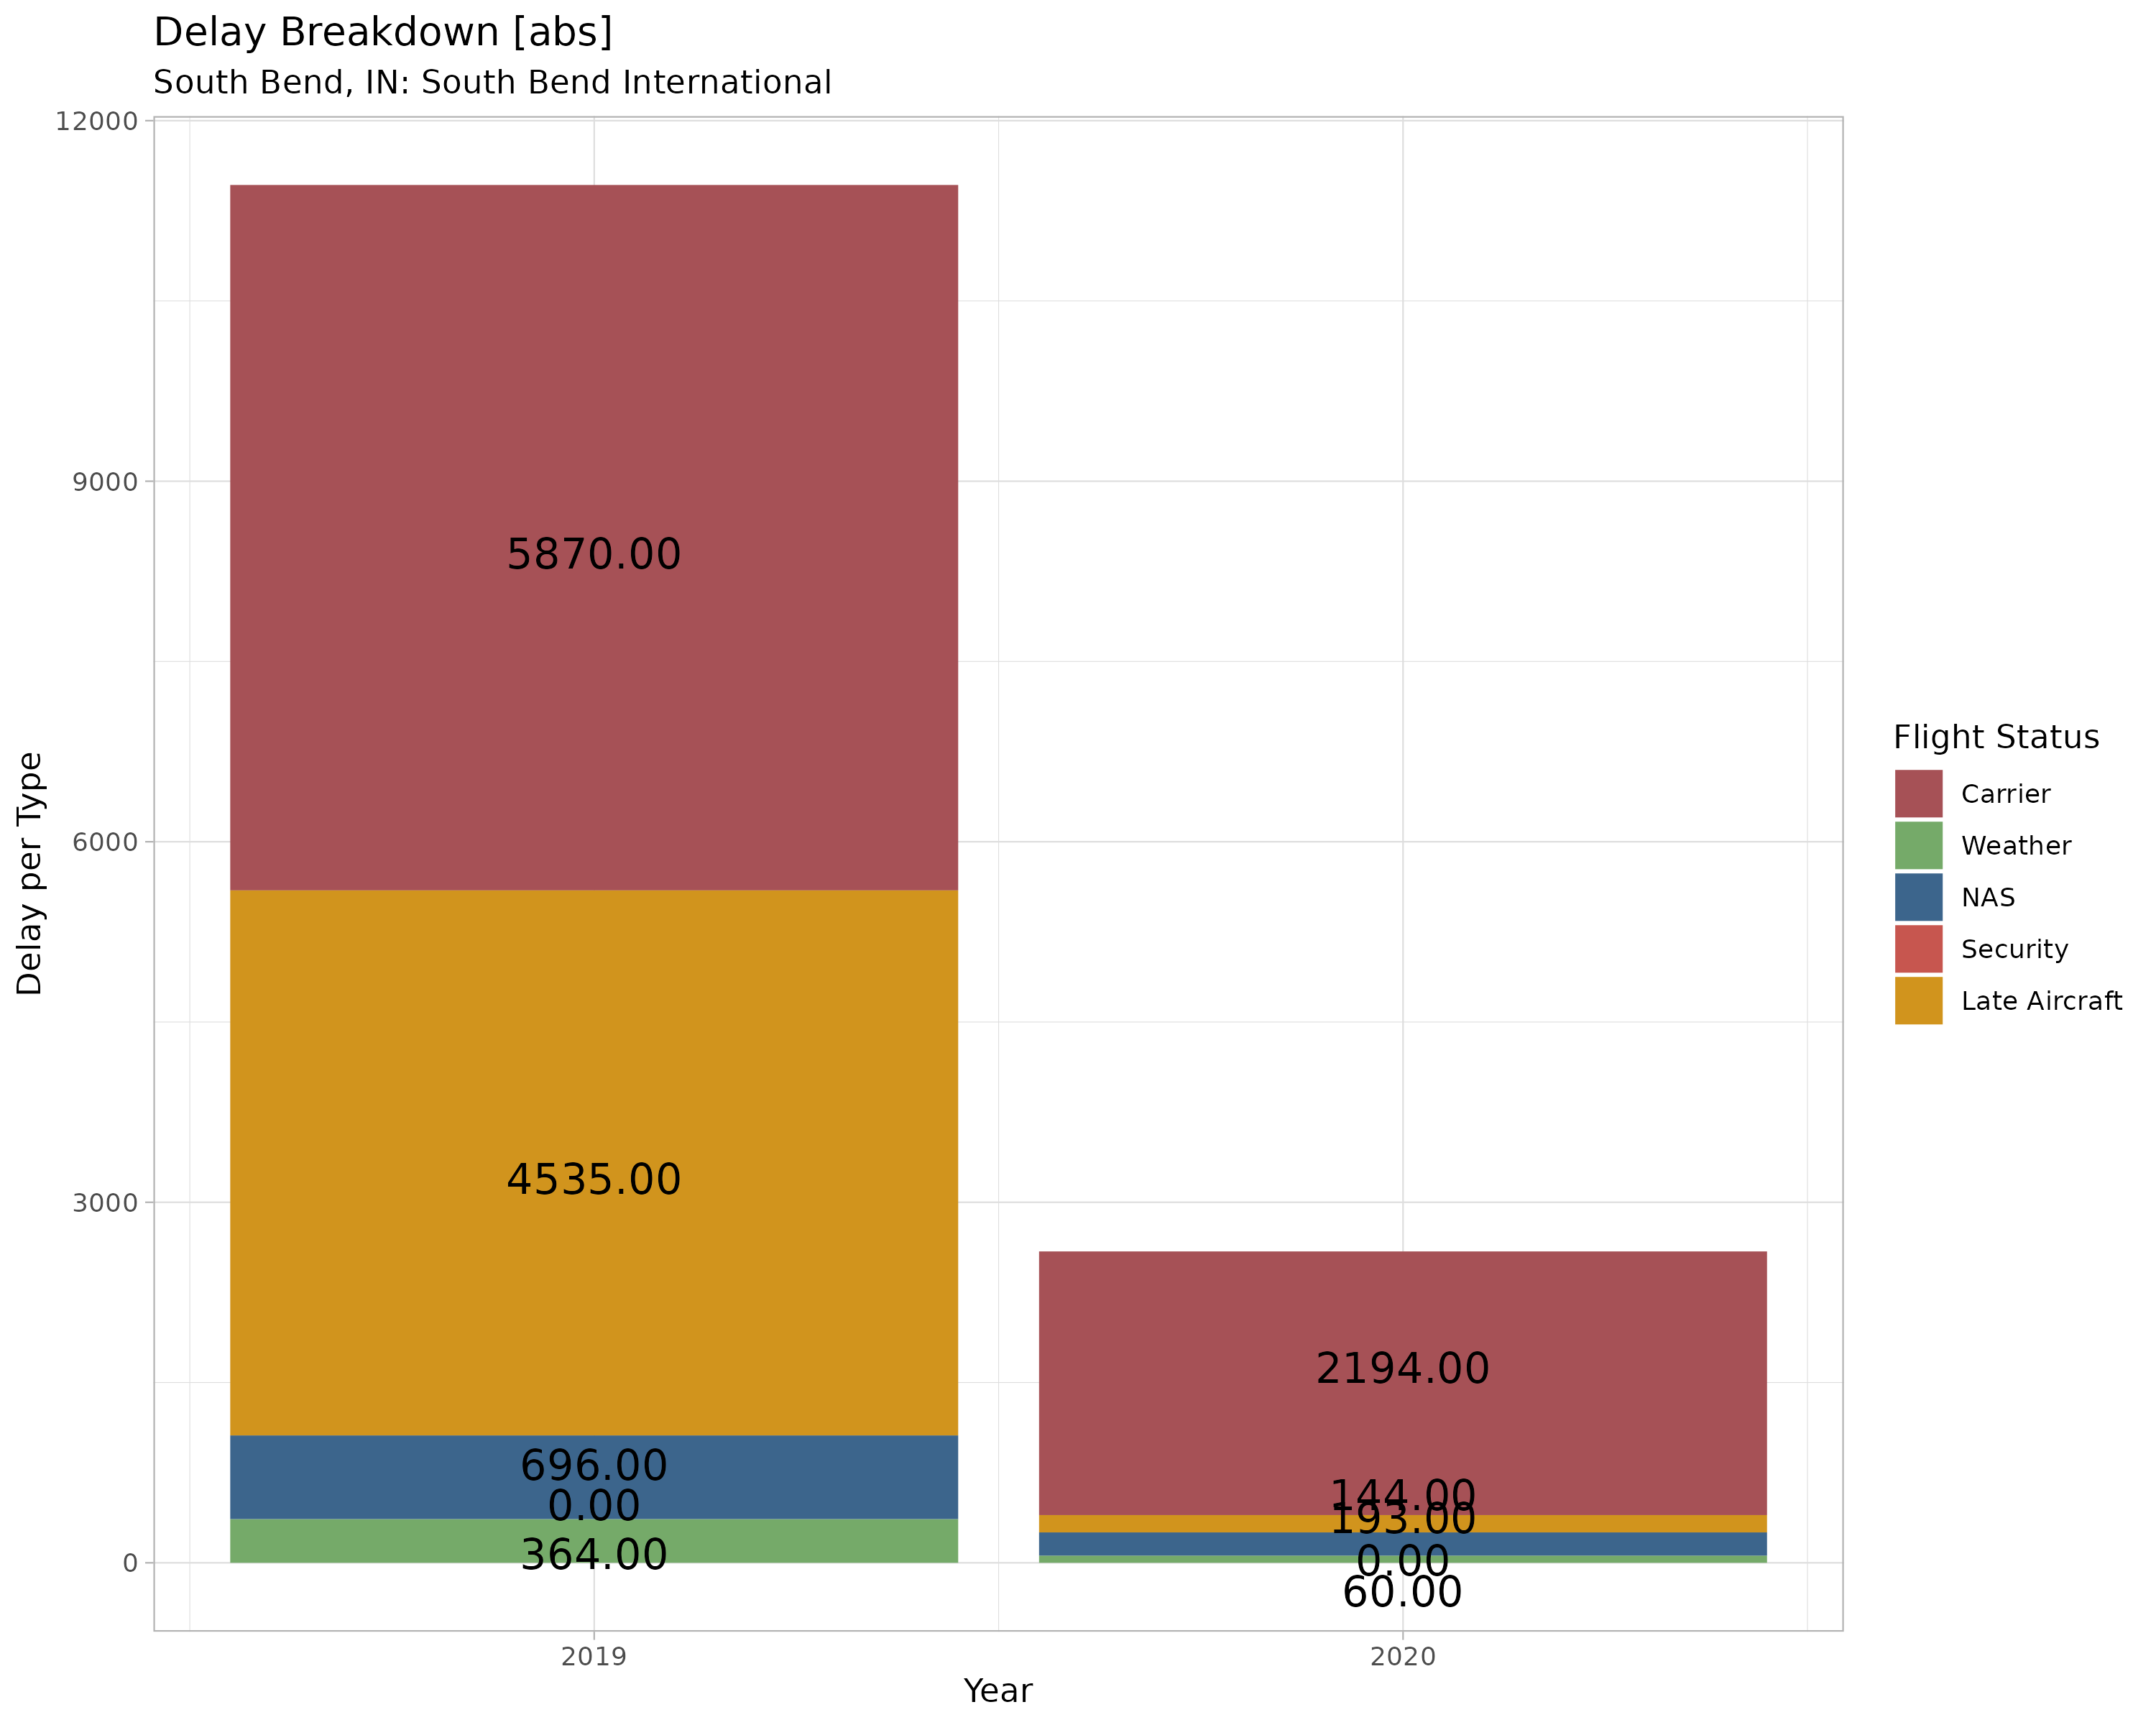 Delay Breakdown [abs]
South Bend, IN: South Bend International
12000
9000
6000
3000
0
Delay per Type
5870.00
4535.00
696.00
0.00
364.00
2194.00
144.00
193.00
0.00
60.00
2019
2020
Year
Flight Status
Carrier
Weather
NAS
Security
Late Aircraft